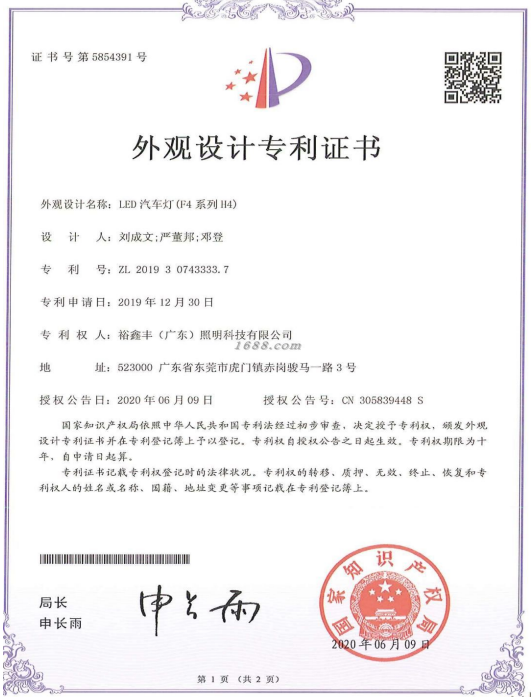 证书号第5854391号
外观设计专利证书
外观设计名称：LED 汽车灯(F4 系列 H4)
设计人：刘成文;严董邦;邓登
专利号：ZL 2019 3 0743333.7
专利申请日：2019 年 12 月 30 日
专利权人：裕鑫丰（广东）照明科技有限公司
1688.com
地址：523000 广东省东莞市虎门镇赤岗骏马一路 3 号
授权公告日：2020 年 06 月 09 日 授权公告号：CN 305839448 S
国家知识产权局依照中华人民共和国专利法经过初步审查，决定授予专利权，颁发外观
设计专利证书并在专利登记簿上予以登记。专利权自授权公告之日起生效。专利权期限为十
年，自申请日起算。
专利证书记载专利权登记时的法律状况。专利权的转移、质押、无效、终止、恢复和专
利权人的姓名或名称、国籍、地址变更等事项记载在专利登记簿上。
局长
申长雨
申长雨
国家知识产权局
2020 年 06 月 09 日
第 1 页（共 2 页）